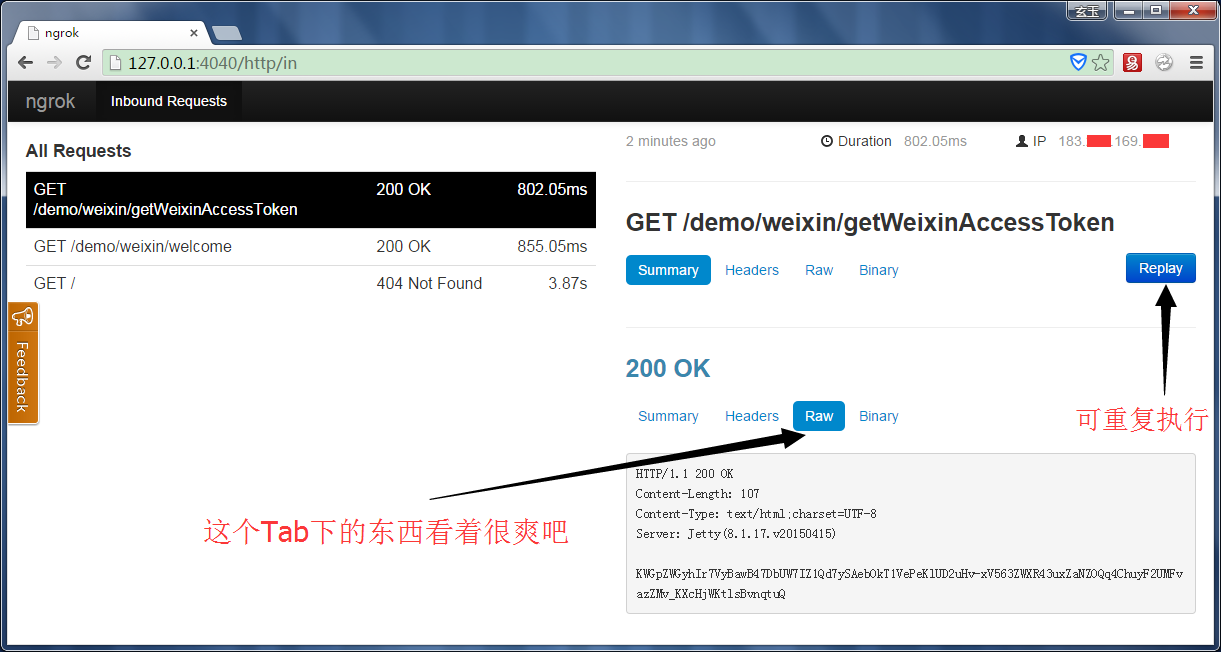 玄玉
ngrok
127.0.0.1:4040/http/in
ngrok
Inbound Requests
All Requests
GET /demo/weixin/getWeixinAccessToken 200 OK 802.05ms
GET /demo/weixin/welcome 200 OK 855.05ms
GET / 404 Not Found 3.87s
Feedback
2 minutes ago Duration 802.05ms IP 183. 169.
GET /demo/weixin/getWeixinAccessToken
Summary Headers Raw Binary
Replay
可重复执行
200 OK
Summary Headers Raw Binary
这个Tab下的东西看着很爽吧
HTTP/1.1 200 OK
Content-Length: 107
Content-Type: text/html;charset=UTF-8
Server: Jetty(8.1.17.v20150415)
KWGpZWGyhIr7VyBawB47DbUW7IZ1Qd7ySAebOkT1VePeKlUD2uHv-xV563ZWXR43uxZaNZOQq4ChuyF2UMFv
azZMv_KXcHjWKtlsBvnqtuQ